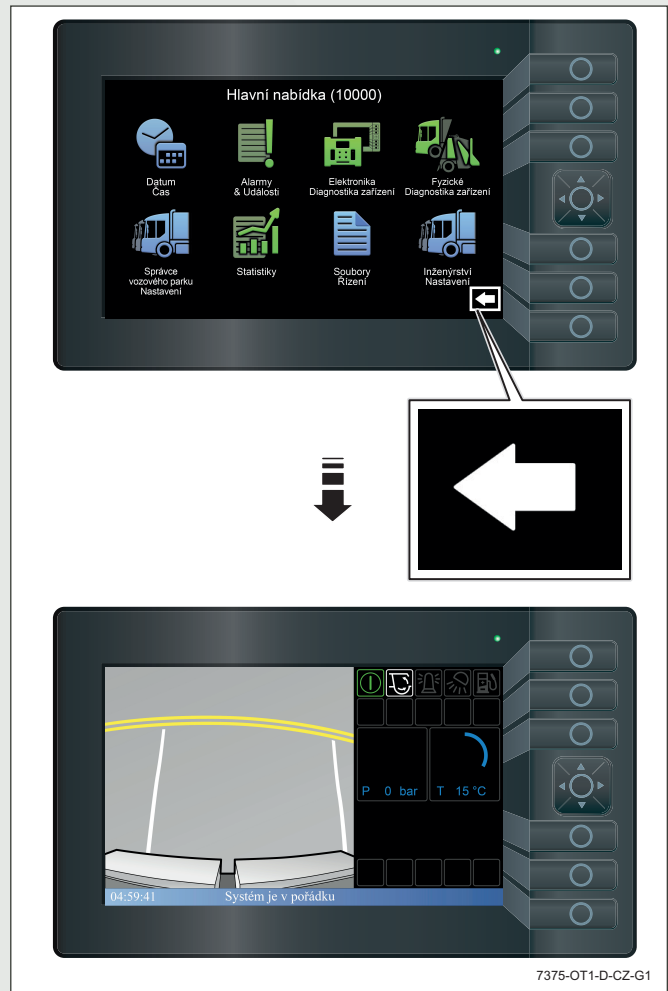 Hlavní nabídka (10000)
Datum
Čas
Alarmy
& Události
Elektronika
Diagnostika zařízení
Fyzické
Diagnostika zařízení
Správce
vozového parku
Nastavení
Statistiky
Soubory
Řízení
Inženýrství
Nastavení
P 0 bar T 15 °C
04:59:41 Systém je v pořádku
7375-OT1-D-CZ-G1